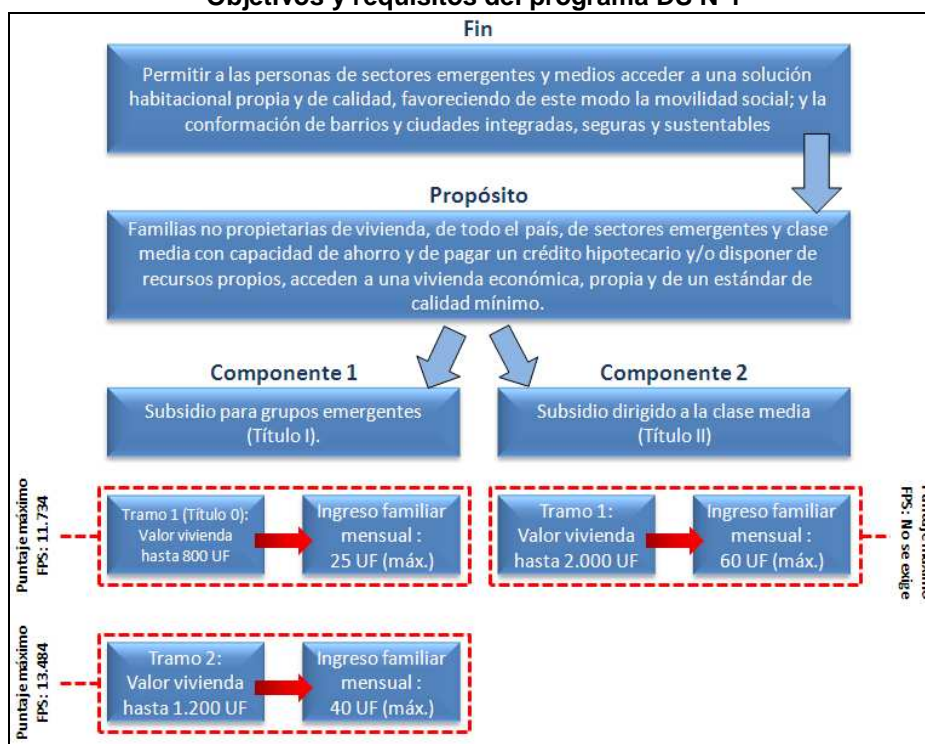 Objetivos y requisitos del programa DS N°1
Fin
Permitir a las personas de sectores emergentes y medios acceder a una solución
habitacional propia y de calidad, favoreciendo de este modo la movilidad social; y la
conformación de barrios y ciudades integradas, seguras y sustentables
Propósito
Familias no propietarias de vivienda, de todo el país, de sectores emergentes y clase
media con capacidad de ahorro y de pagar un crédito hipotecario y/o disponer de
recursos propios, acceden a una vivienda económica, propia y de un estándar de
calidad mínimo.
Componente 1
Subsidio para grupos emergentes
(Título I).
Componente 2
Subsidio dirigido a la clase media
(Título II)
Puntaje máximo
FPS: 11.734
Tramo 1 (Título 0):
Valor vivienda
hasta 800 UF
Ingreso familiar
mensual :
25 UF (máx.)
Tramo 1:
Valor vivienda
hasta 2.000 UF
Ingreso familiar
mensual :
60 UF (máx.)
FPS: No se exige
Puntaje máximo
FPS: 13.484
Tramo 2:
Valor vivienda
hasta 1.200 UF
Ingreso familiar
mensual :
40 UF (máx.)